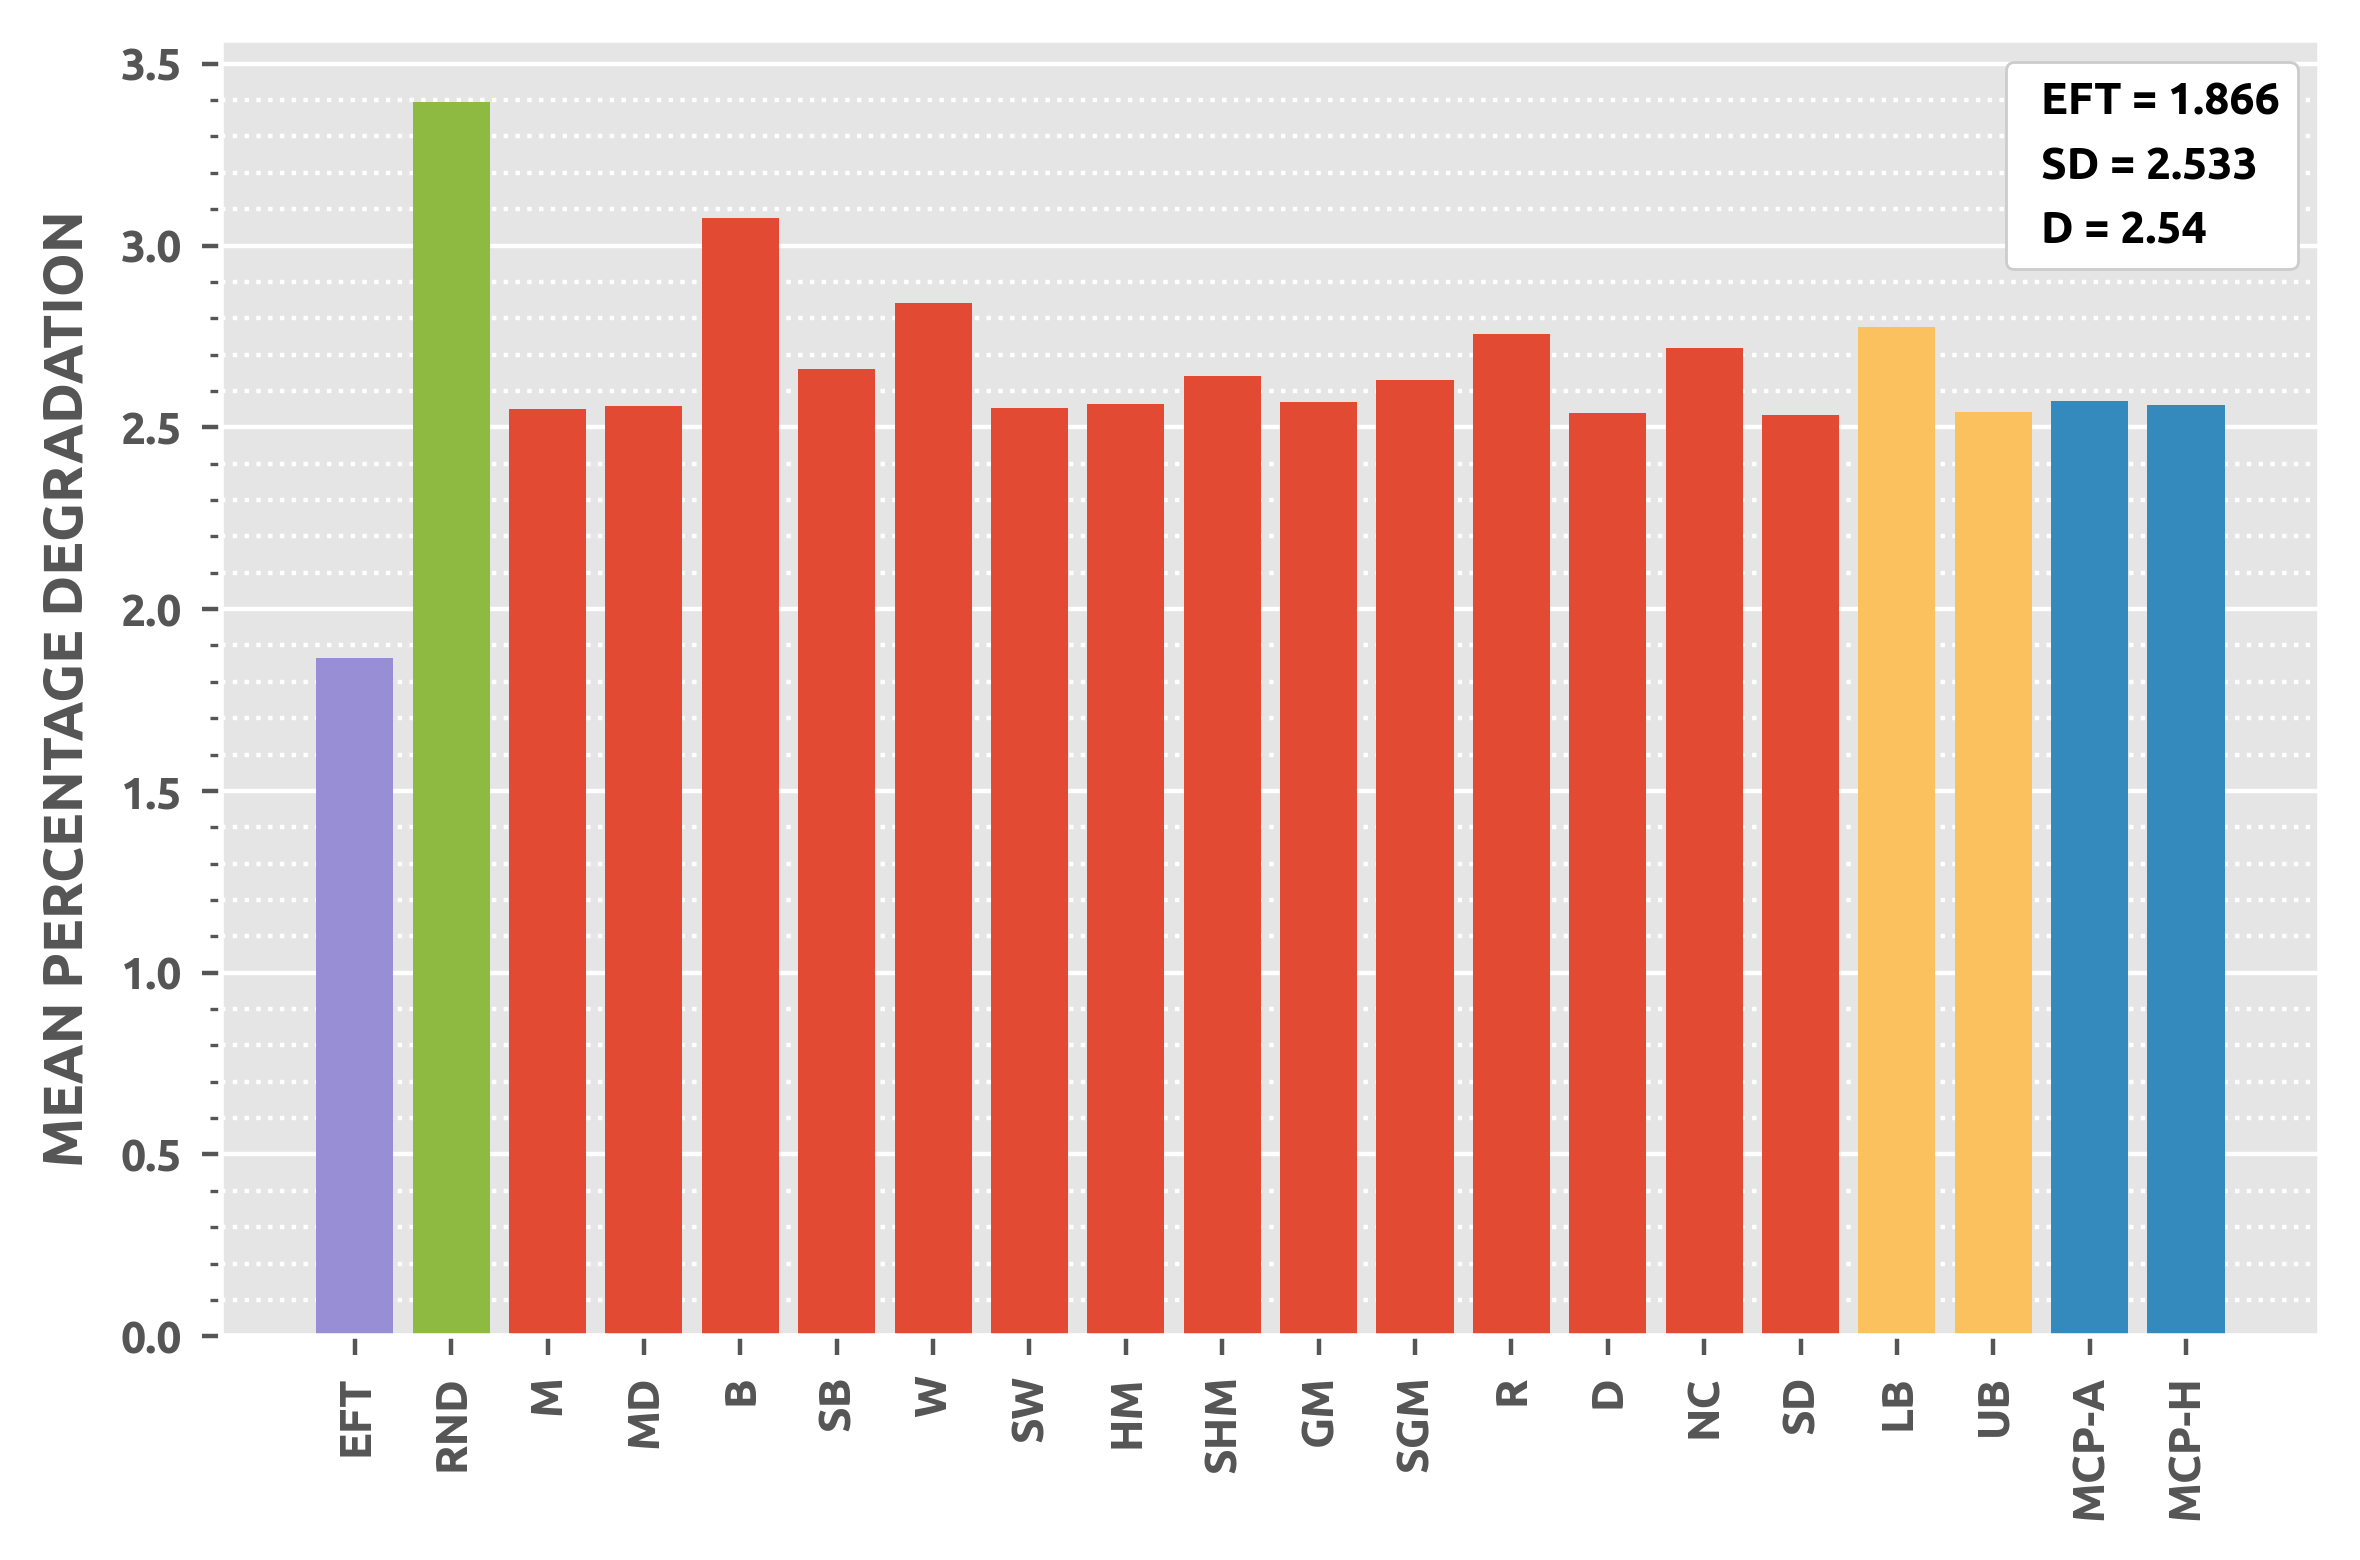 MEAN PERCENTAGE DEGRADATION
3.5
3.0
2.5
2.0
1.5
1.0
0.5
0.0
EFT = 1.866
SD = 2.533
D = 2.54
EFT
RND
M
MD
B
SB
W
SW
HM
SHM
GM
SGM
R
D
NC
SD
LB
UB
MCP-A
MCP-H